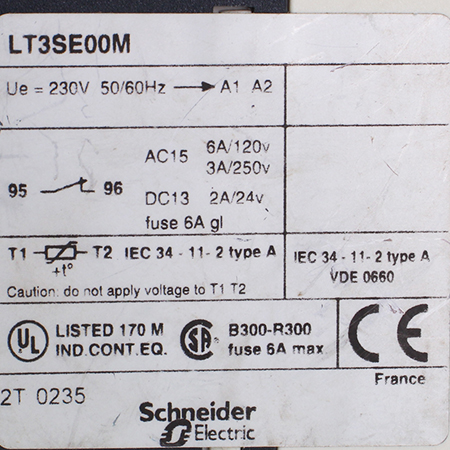 LT3SE00M
Ue = 230V 50/60Hz → A1 A2
AC15 6A/120v
3A/250v
95 96
DC13 2A/24v
fuse 6A gl
T1 T2 IEC 34 - 11- 2 type A
+t°
IEC 34 - 11- 2 type A
VDE 0660
Caution: do not apply voltage to T1 T2
UL LISTED 170 M
IND.CONT.EQ.
SA B300-R300
fuse 6A max
CE
France
2T 0235
Schneider
Electric